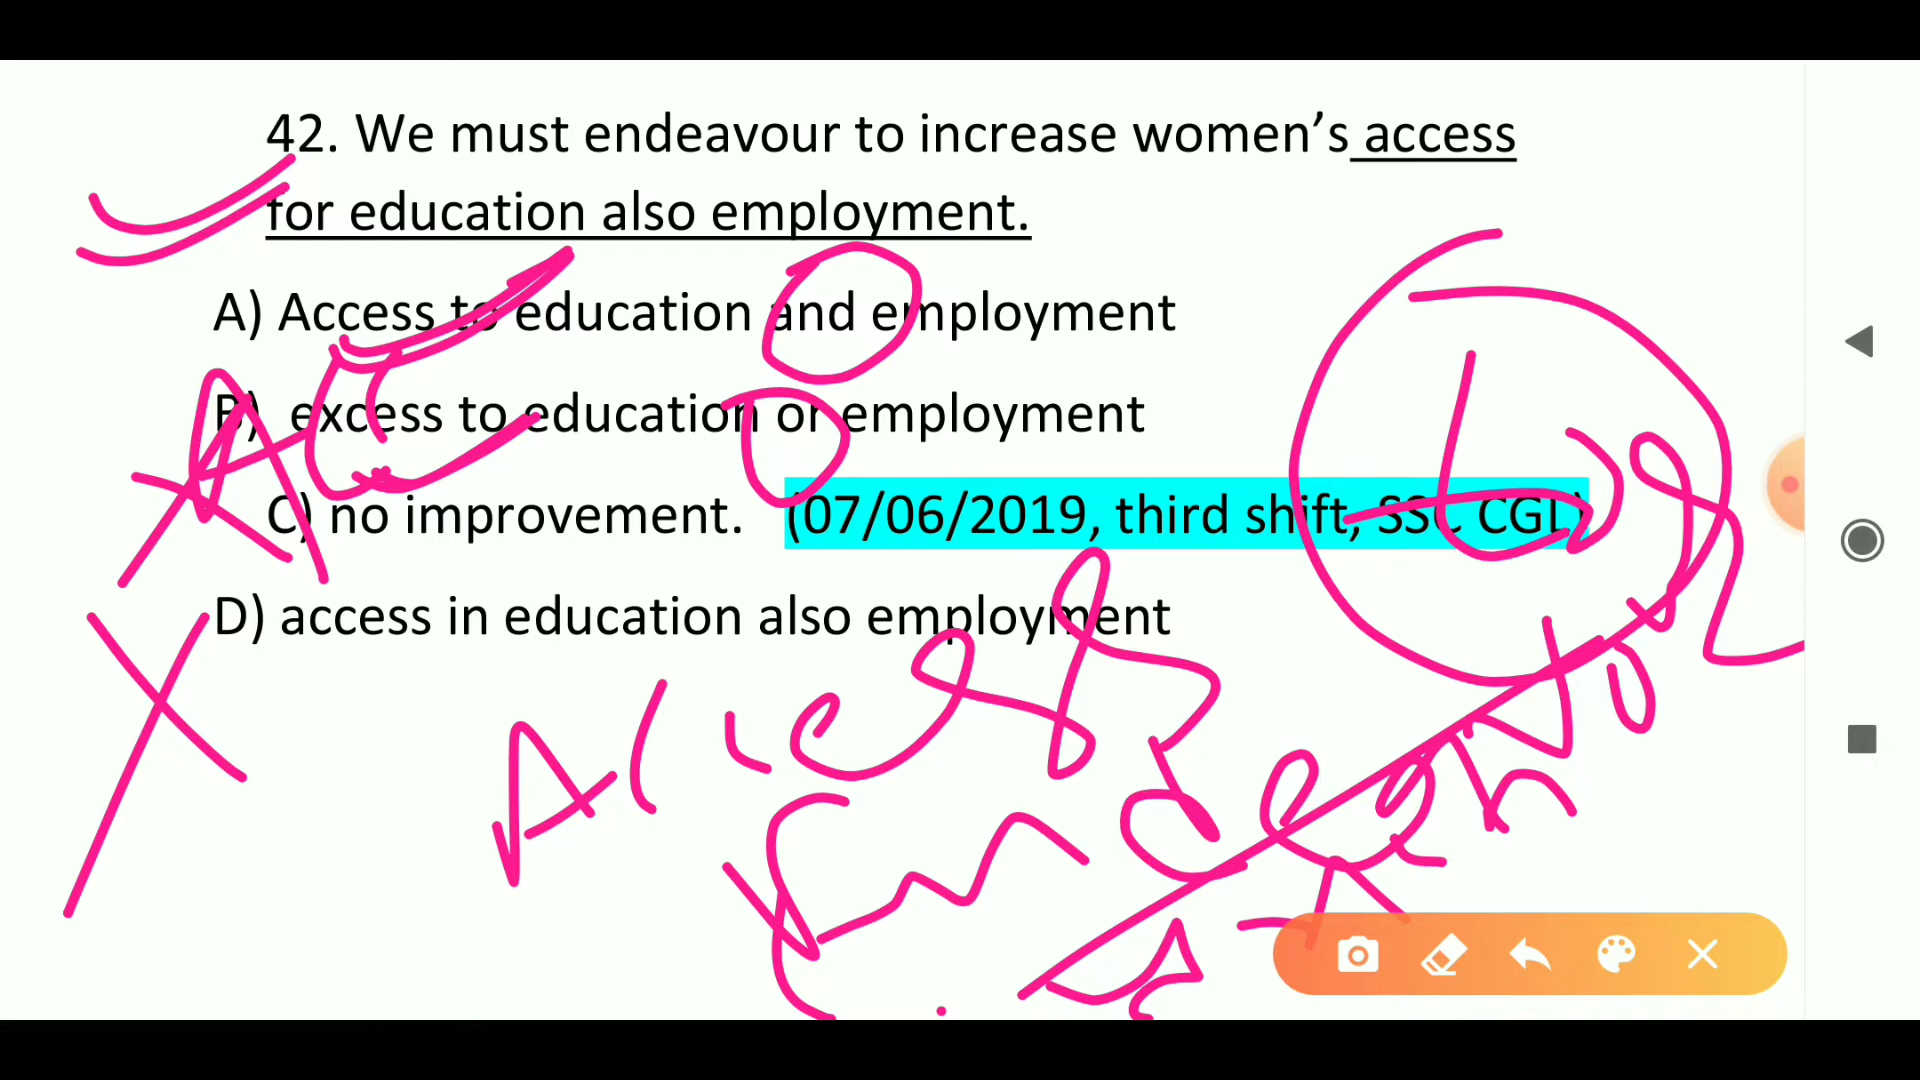 42. We must endeavour to increase women’s access
for education also employment.
A) Access to education and employment
B) excess to education or employment
C) no improvement. (07/06/2019, third shift, SSC CGL)
D) access in education also employment